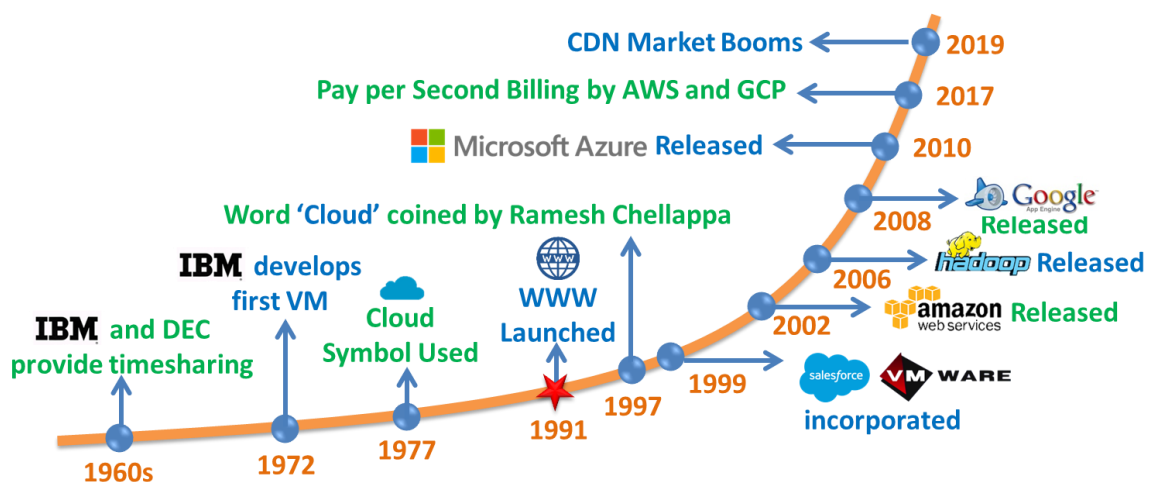 CDN Market Booms
2019
Pay per Second Billing by AWS and GCP
2017
Microsoft Azure Released
2010
Google
App Engine
Released
2008
Word ‘Cloud’ coined by Ramesh Chellappa
WWW
WWW
Launched
IBM develops
first VM
hadoop Released
2006
Cloud
Symbol Used
amazon
web services Released
2002
IBM and DEC
provide timesharing
salesforce
VMWARE
incorporated
1999
1997
1991
1977
1972
1960s